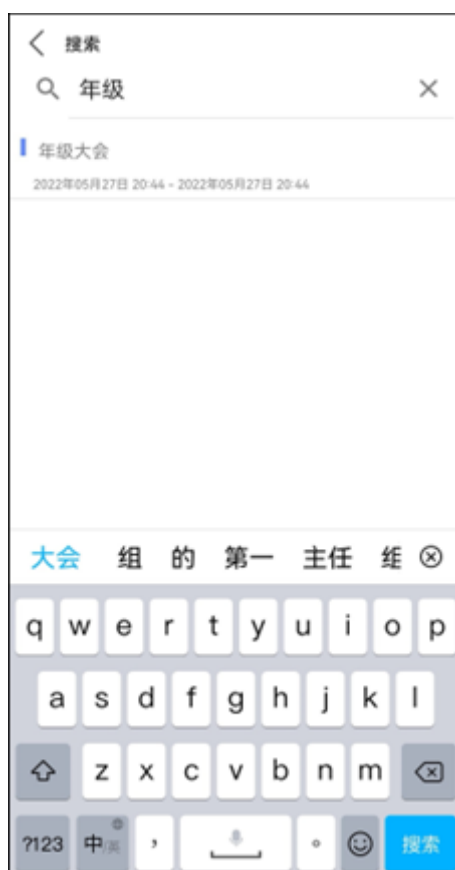 搜索
年级
年级大会
2022年05月27日 20:44 - 2022年05月27日 20:44
大会 组 的 第一 主任 组
q w e r t y u i o p
a s d f g h j k l
z x c v b n m
?123 中/英 , 。 搜索